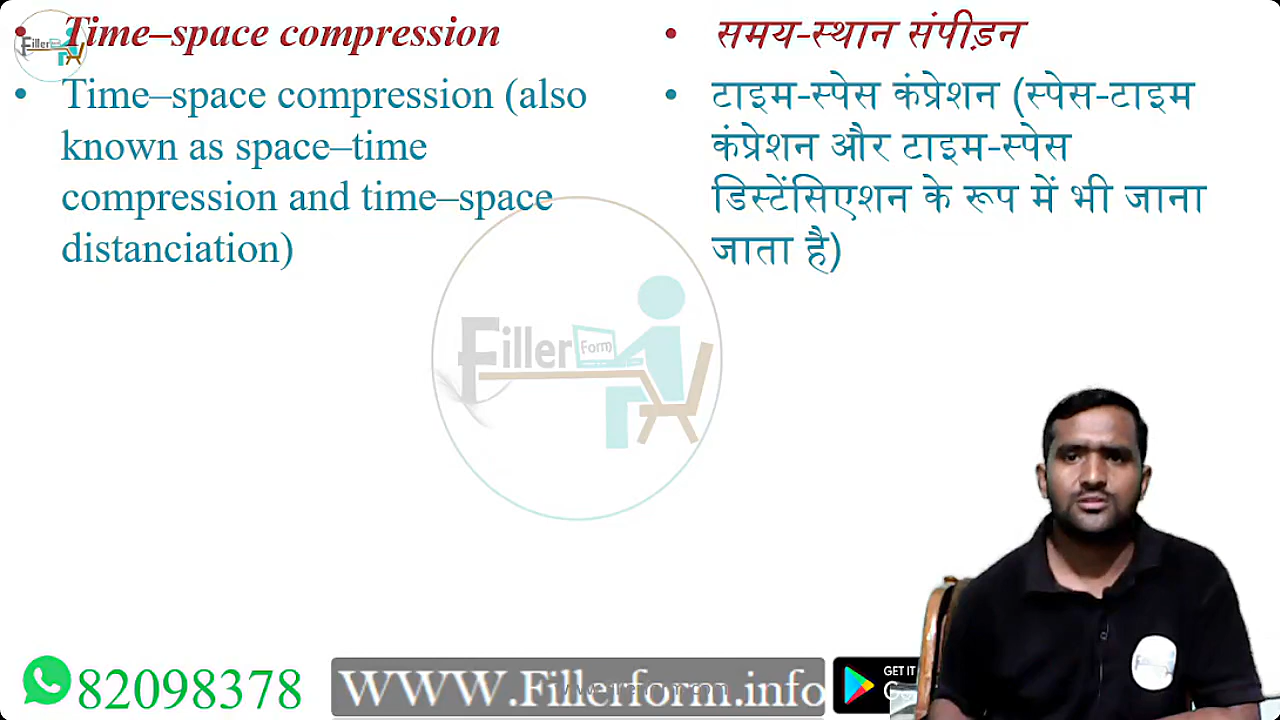 Time–space compression
Time–space compression (also
known as space–time
compression and time–space
distanciation)
समय-स्थान संपीड़न
टाइम-स्पेस कंप्रेशन (स्पेस-टाइम
कंप्रेशन और टाइम-स्पेस
डिस्टेंसिएशन के रूप में भी जाना
जाता है)
Filler Form
82098378
WWW.Fillerform.info
GET IT